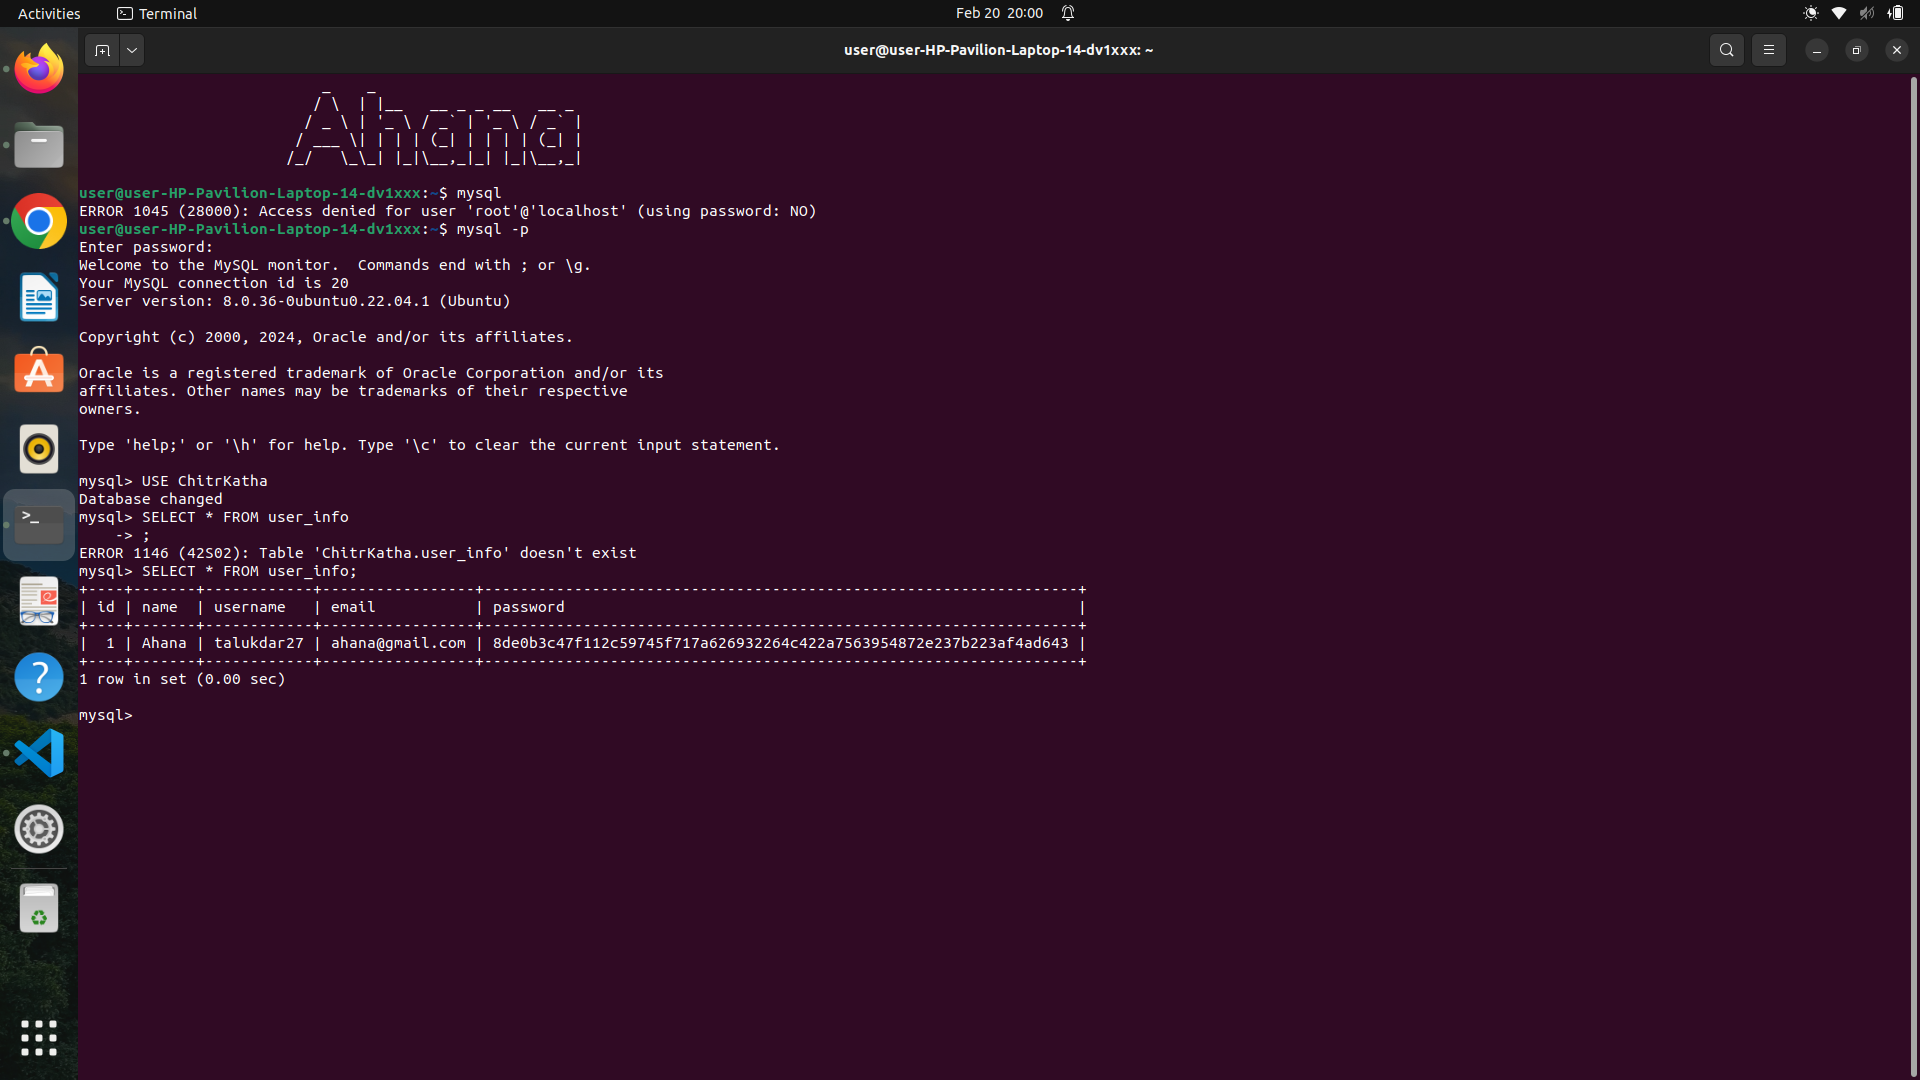 Activities
Terminal
Feb 20 20:00
user@user-HP-Pavilion-Laptop-14-dv1xxx: ~
Ahana
user@user-HP-Pavilion-Laptop-14-dv1xxx:~$ mysql
ERROR 1045 (28000): Access denied for user 'root'@'localhost' (using password: NO)
user@user-HP-Pavilion-Laptop-14-dv1xxx:~$ mysql -p
Enter password:
Welcome to the MySQL monitor.  Commands end with ; or \g.
Your MySQL connection id is 20
Server version: 8.0.36-0ubuntu0.22.04.1 (Ubuntu)
Copyright (c) 2000, 2024, Oracle and/or its affiliates.
Oracle is a registered trademark of Oracle Corporation and/or its
affiliates. Other names may be trademarks of their respective
owners.
Type 'help;' or '\h' for help. Type '\c' to clear the current input statement.
mysql> USE ChitrKatha
Database changed
mysql> SELECT * FROM user_info
    -> ;
ERROR 1146 (42S02): Table 'ChitrKatha.user_info' doesn't exist
mysql> SELECT * FROM user_info;
+----+-------+------------+-----------------+------------------------------------------------------------------+
| id | name  | username   | email           | password                                                         |
+----+-------+------------+-----------------+------------------------------------------------------------------+
|  1 | Ahana | talukdar27 | ahana@gmail.com | 8de0b3c47f112c59745f717a626932264c422a7563954872e237b223af4ad643 |
+----+-------+------------+-----------------+------------------------------------------------------------------+
1 row in set (0.00 sec)
mysql>